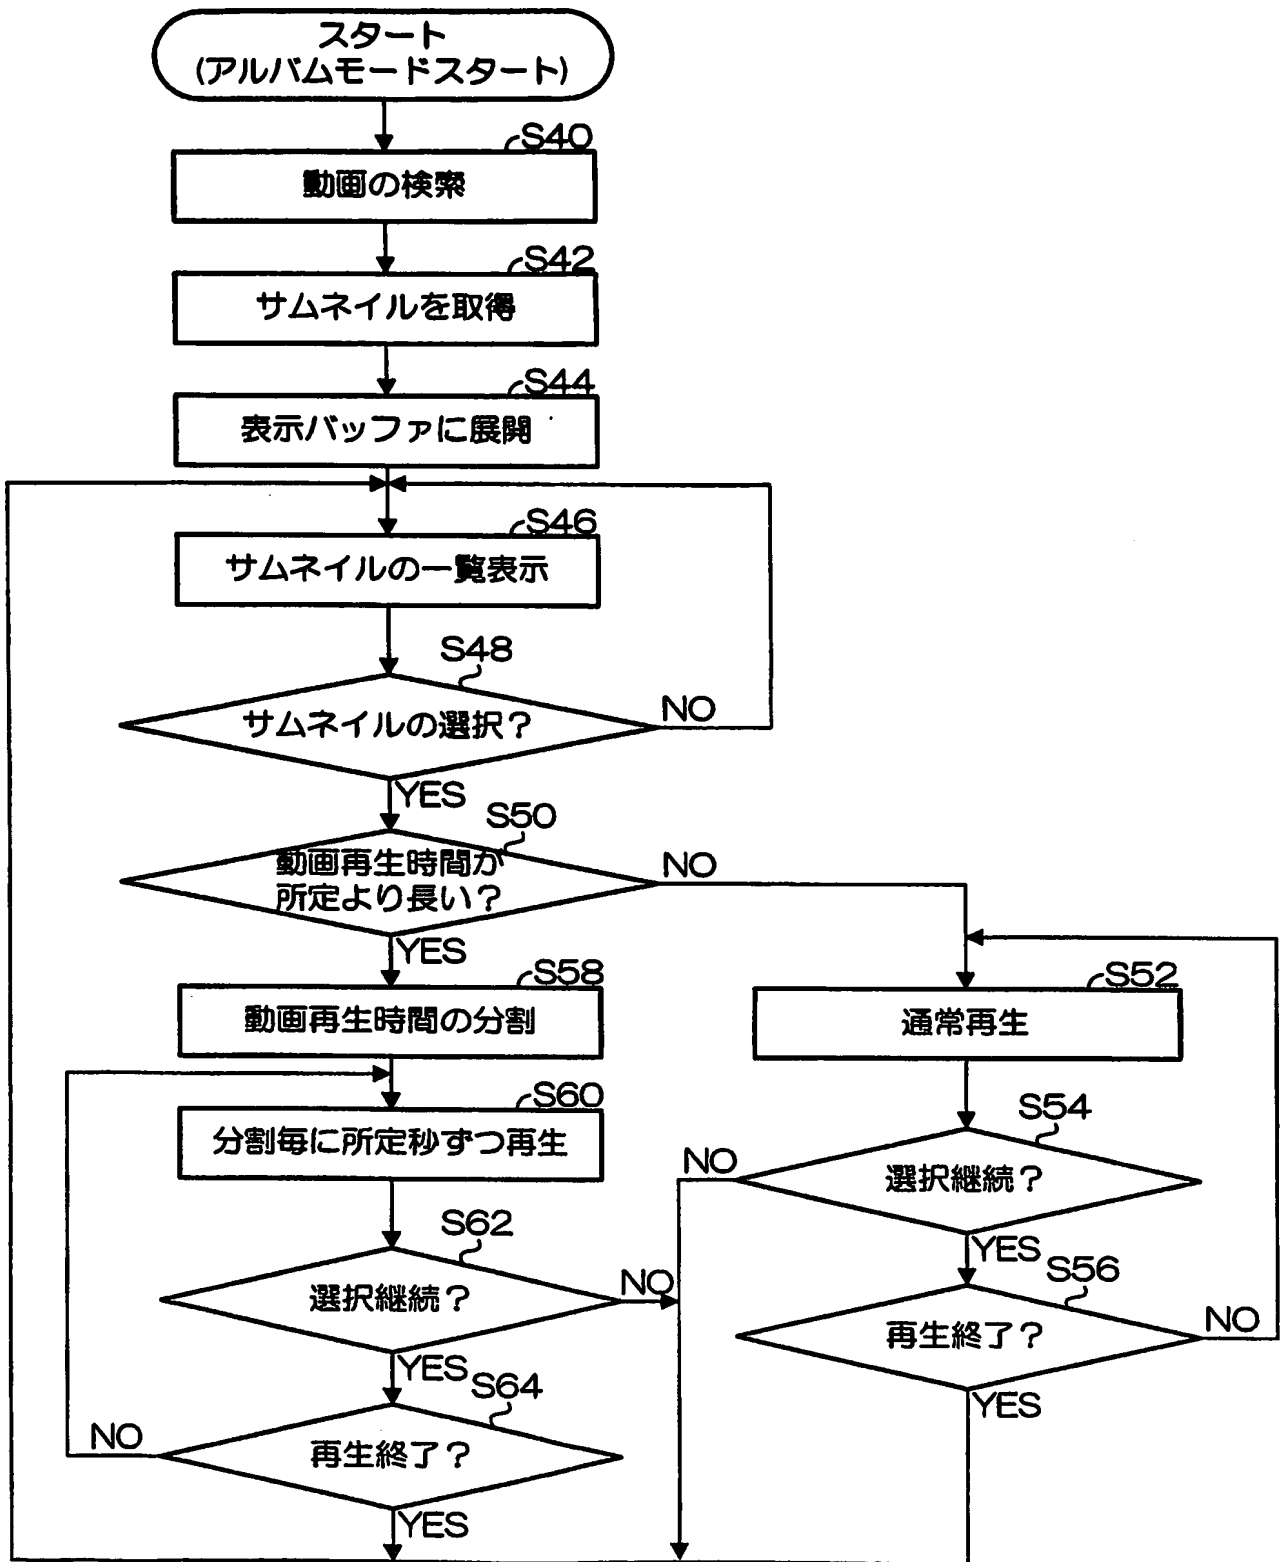 スタート
(アルバムモードスタート)
S40
動画の検索
S42
サムネイルを取得
S44
表示バッファに展開
S46
サムネイルの一覧表示
S48
サムネイルの選択?
NO
YES
S50
動画再生時間が
所定より長い?
NO
YES
S58
動画再生時間の分割
S52
通常再生
S60
分割毎に所定秒ずつ再生
S54
選択継続?
NO
YES
S62
選択継続?
NO
YES
S56
再生終了?
NO
YES
S64
再生終了?
NO
YES